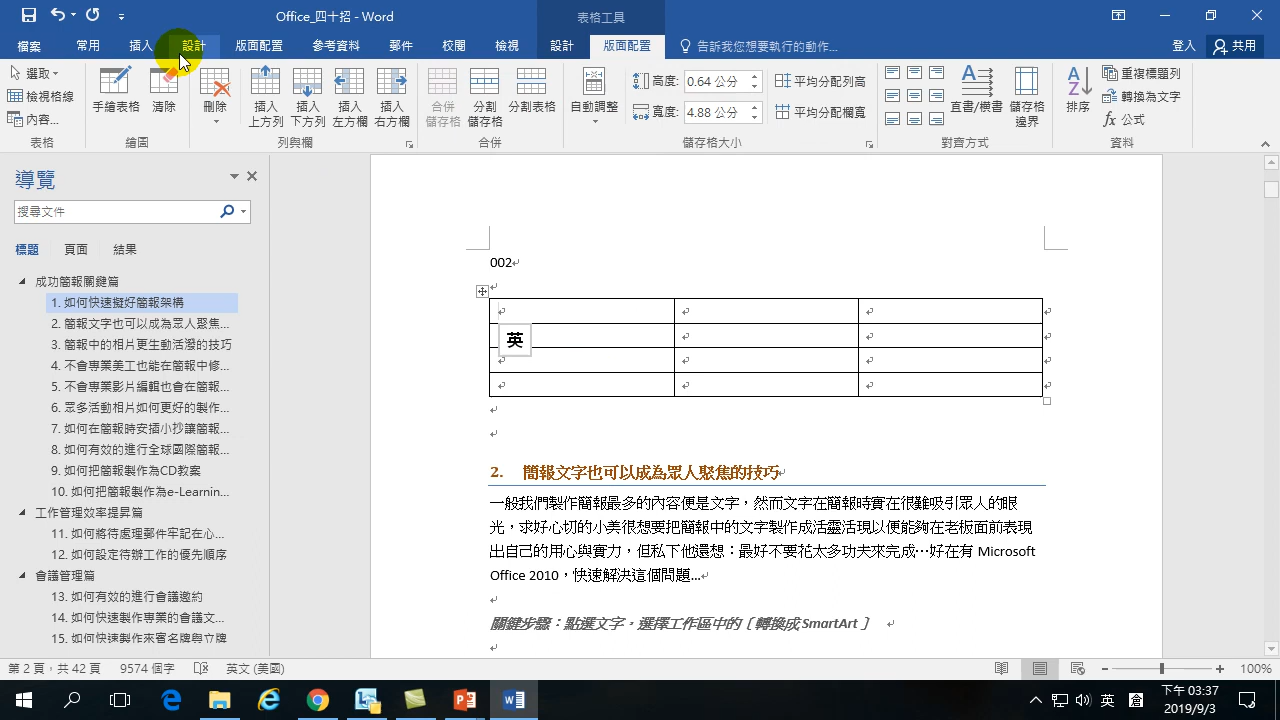 Office_四十招 - Word
表格工具
檔案 常用 插入 設計 版面配置 參考資料 郵件 校閱 檢視 設計 版面配置 告訴我您想要執行的動作... 登入 共用
選取
檢視格線
內容...
手繪表格 清除
刪除
插入 上方列
插入 下方列
插入 左方欄
插入 右方欄
合併 儲存格
分割 儲存格
分割表格
自動調整
高度: 0.64 公分
寬度: 4.88 公分
平均分配列高
平均分配欄寬
直書/橫書
儲存格 邊界
排序
重複標題列
轉換為文字
fx 公式
表格 繪圖 列與欄 合併 儲存格大小 對齊方式 資料
導覽
搜尋文件
標題 頁面 結果
成功簡報關鍵篇
1. 如何快速擬好簡報架構
2. 簡報文字也可以成為眾人聚焦...
3. 簡報中的相片更生動活潑的技巧
4. 不會專業美工也能在簡報中修...
5. 不會專業影片編輯也會在簡報...
6. 眾多活動相片如何更好的製作...
7. 如何在簡報時安插小抄讓簡報...
8. 如何有效的進行全球國際簡報...
9. 如何把簡報製作為CD教案
10. 如何把簡報製作為e-Learnin...
工作管理效率提昇篇
11. 如何將待處理郵件牢記在心...
12. 如何設定待辦工作的優先順序
會議管理篇
13. 如何有效的進行會議邀約
14. 如何快速製作專業的會議文...
15. 如何快速製作來賓名牌與立牌
002
英
2. 簡報文字也可以成為眾人聚焦的技巧
一般我們製作簡報最多的內容便是文字，然而文字在簡報時實在很難吸引眾人的眼
光，求好心切的小美很想要把簡報中的文字製作成活靈活現以便能夠在老板面前表現
出自己的用心與實力，但私下他還想：最好不要花太多功夫來完成…好在有 Microsoft
Office 2010，快速解決這個問題...
關鍵步驟：點選文字，選擇工作區中的〔轉換成 SmartArt〕
第 2 頁，共 42 頁 9574 個字 英文 (美國) 100%
英 下午 03:37
2019/9/3